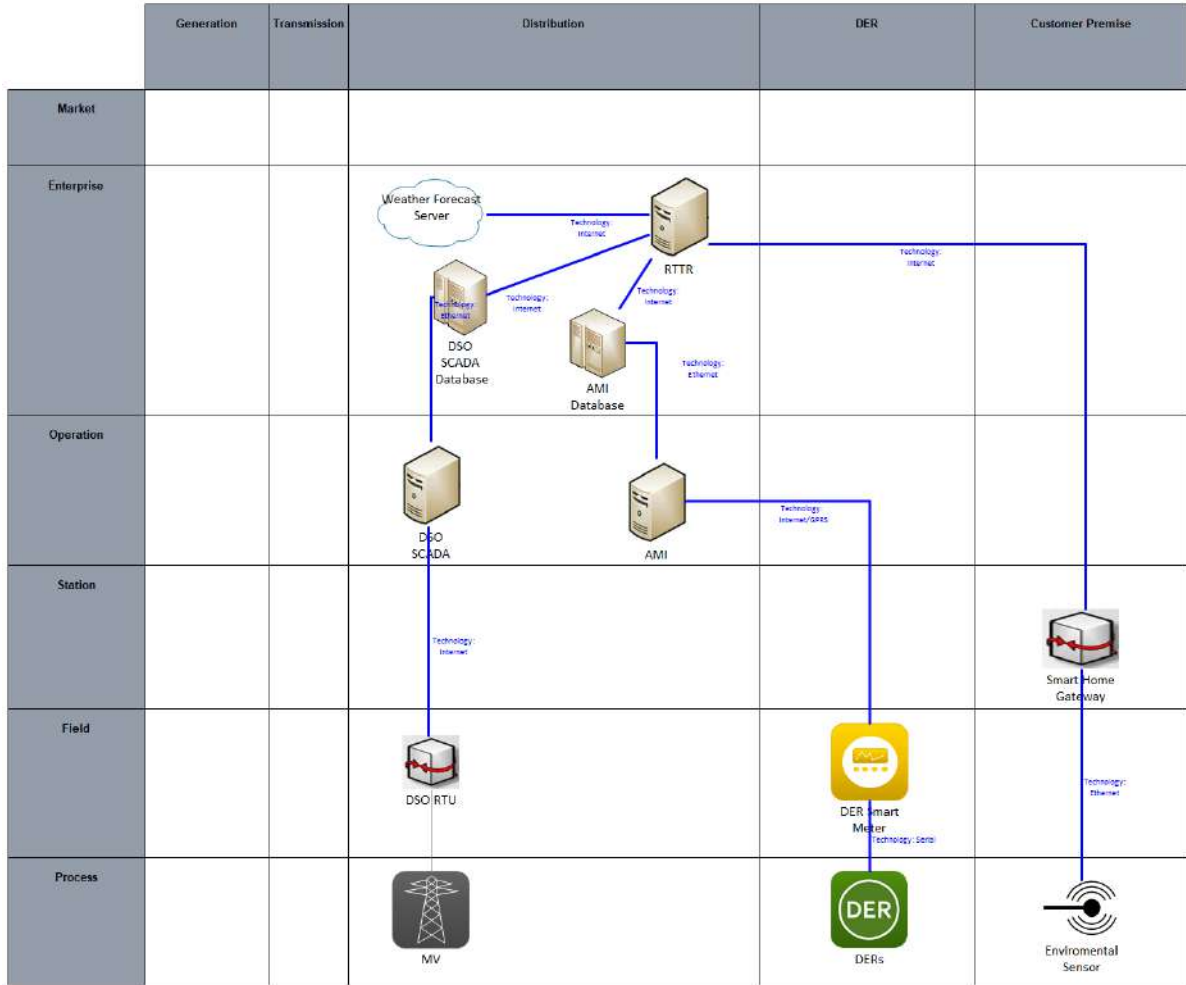 Generation
Transmission
Distribution
DER
Customer Premise
Market
Enterprise
Weather Forecast
Server
Technology:
Internet
RTTR
Technology:
Internet
Technology:
Ethernet
Technology:
Internet
Technology:
Internet
DSO
SCADA
Database
Technology:
Ethernet
AMI
Database
Operation
Technology:
Internet/GPRS
DSO
SCADA
AMI
Station
Technology:
Internet
Smart Home
Gateway
Field
DSO RTU
DER Smart
Meter
Technology:
Ethernet
Technology: Serial
Process
DER
MV
DERs
Enviromental
Sensor